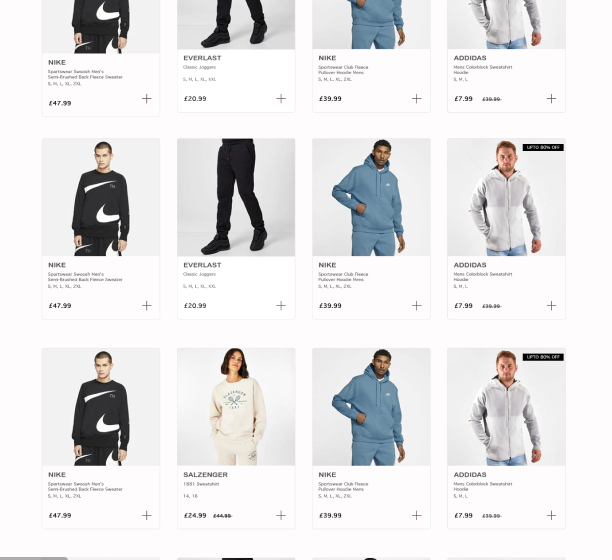 NIKE
Sportswear Swoosh Men's
Semi-Brushed Back Fleece Sweater
S, M, L, XL, 2XL
£47.99
EVERLAST
Classic Joggers
S, M, L, XL, XXL
£20.99
NIKE
Sportswear Club Fleece
Pullover Hoodie Mens
S, M, L, XL, 2XL
£39.99
ADDIDAS
Mens Colorblock Sweatshirt
Hoodie
S, M, L
£7.99 £39.99
UPTO 80% OFF
NIKE
Sportswear Swoosh Men's
Semi-Brushed Back Fleece Sweater
S, M, L, XL, 2XL
£47.99
EVERLAST
Classic Joggers
S, M, L, XL, XXL
£20.99
NIKE
Sportswear Club Fleece
Pullover Hoodie Mens
S, M, L, XL, 2XL
£39.99
ADDIDAS
Mens Colorblock Sweatshirt
Hoodie
S, M, L
£7.99 £39.99
UPTO 80% OFF
NIKE
Sportswear Swoosh Men's
Semi-Brushed Back Fleece Sweater
S, M, L, XL, 2XL
£47.99
SALZENGER
1881 Sweatshirt
14, 16
£24.99 £44.99
NIKE
Sportswear Club Fleece
Pullover Hoodie Mens
S, M, L, XL, 2XL
£39.99
ADDIDAS
Mens Colorblock Sweatshirt
Hoodie
S, M, L
£7.99 £39.99